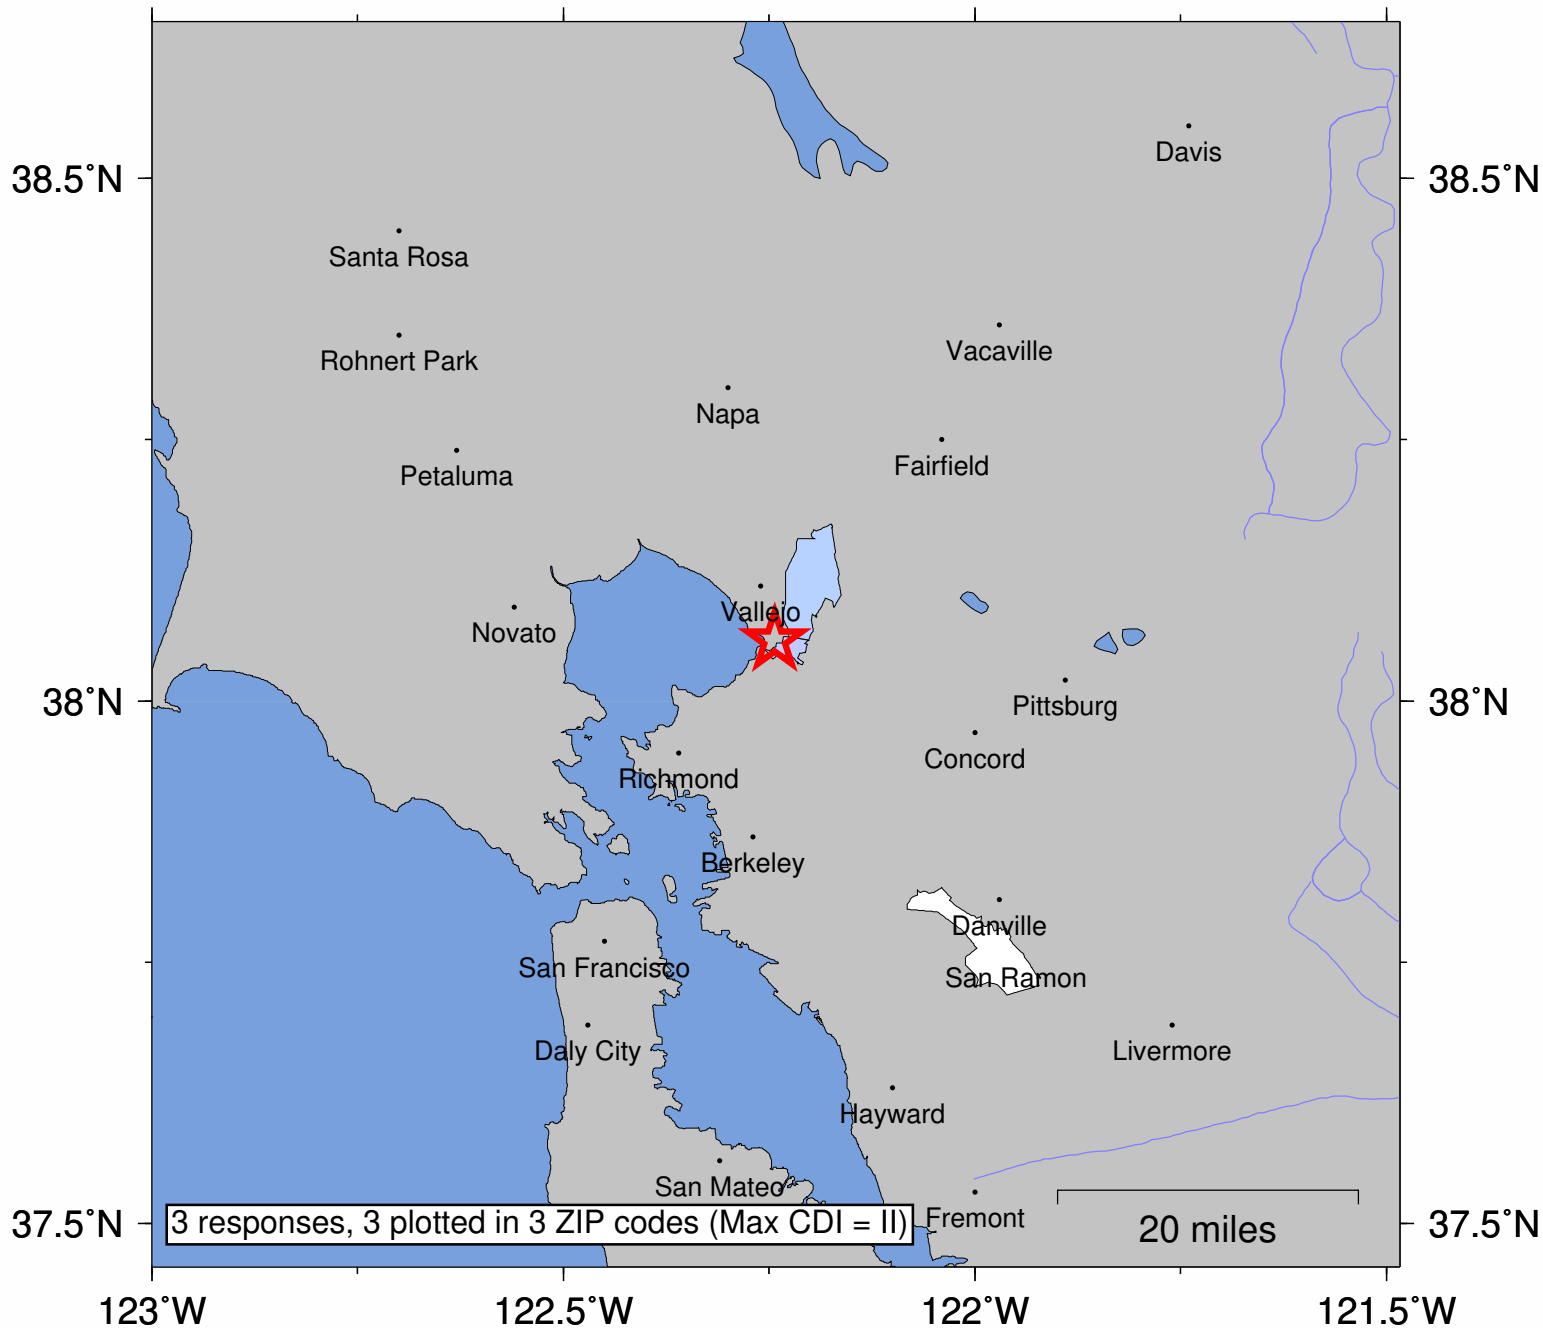 Davis
38.5°N
38.5°N
Santa Rosa
Rohnert Park
Vacaville
Napa
Fairfield
Petaluma
Vallejo
Novato
38°N
38°N
Pittsburg
Concord
Richmond
Berkeley
Danville
San Francisco
San Ramon
Daly City
Livermore
Hayward
San Mateo
3 responses, 3 plotted in 3 ZIP codes (Max CDI = II)
Fremont
20 miles
37.5°N
37.5°N
123°W
122.5°W
122°W
121.5°W